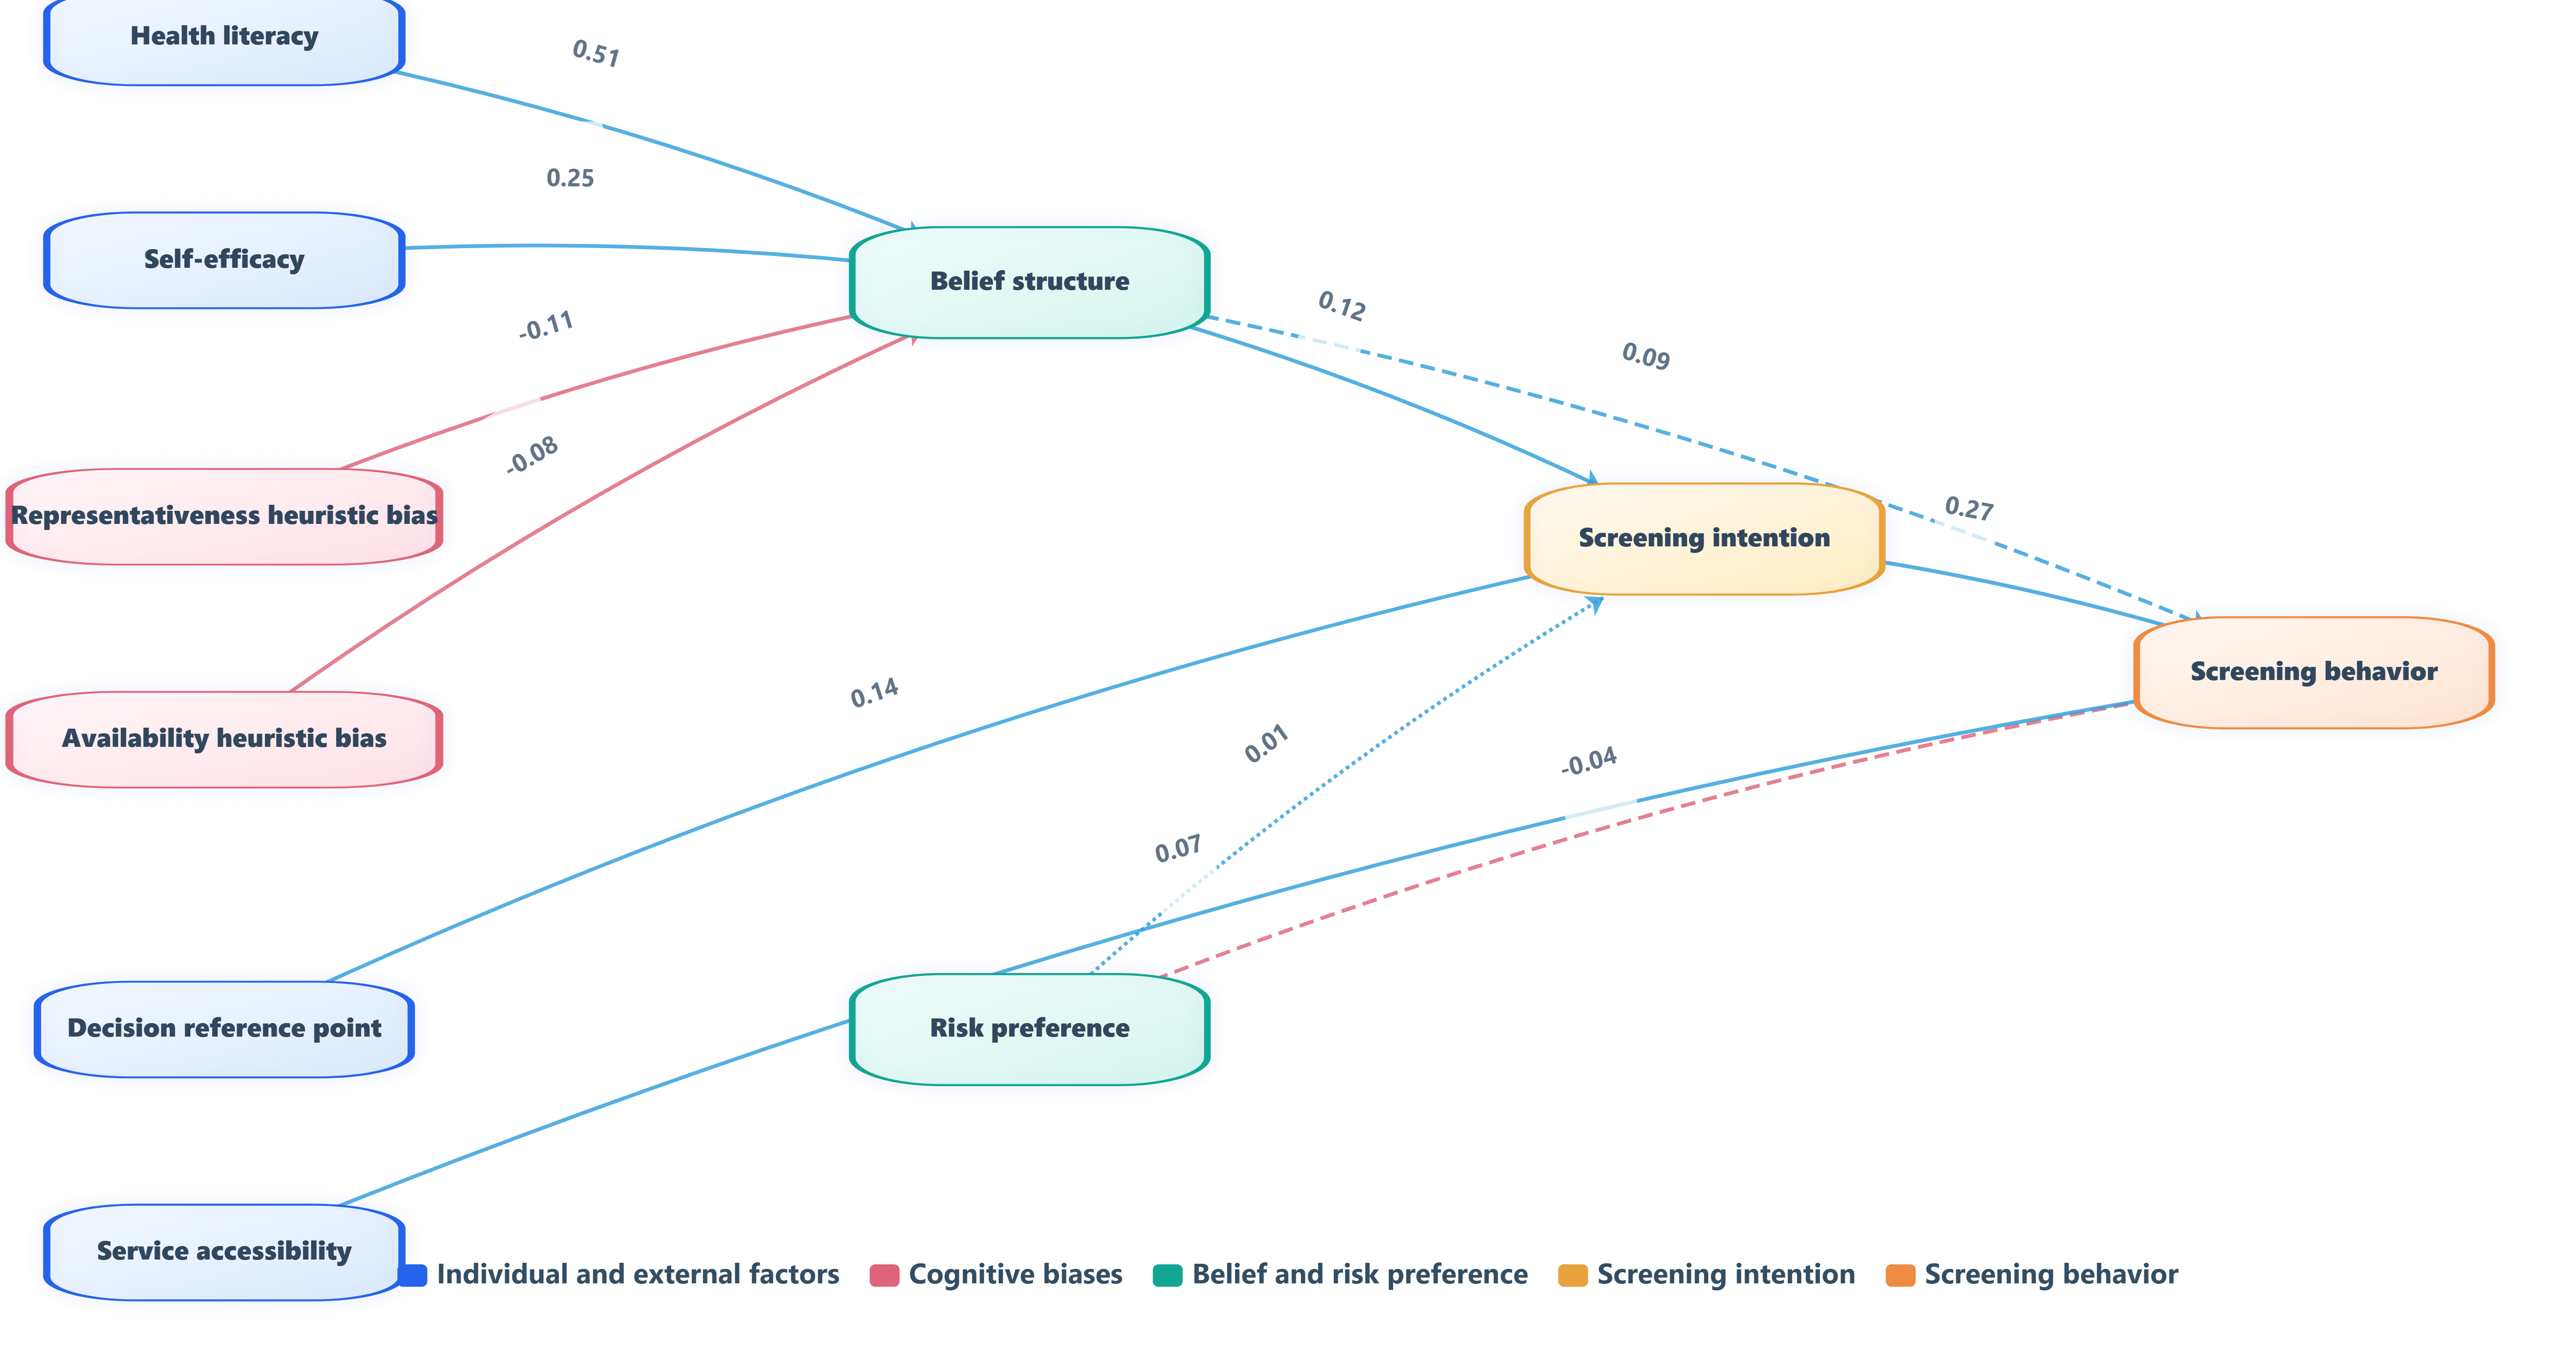 Health literacy
0.51
0.25
Self-efficacy
Belief structure
-0.11
0.12
0.09
-0.08
Representativeness heuristic bias
0.27
Screening intention
Screening behavior
Availability heuristic bias
0.14
0.01
-0.04
0.07
Decision reference point
Risk preference
Service accessibility
Individual and external factors
Cognitive biases
Belief and risk preference
Screening intention
Screening behavior